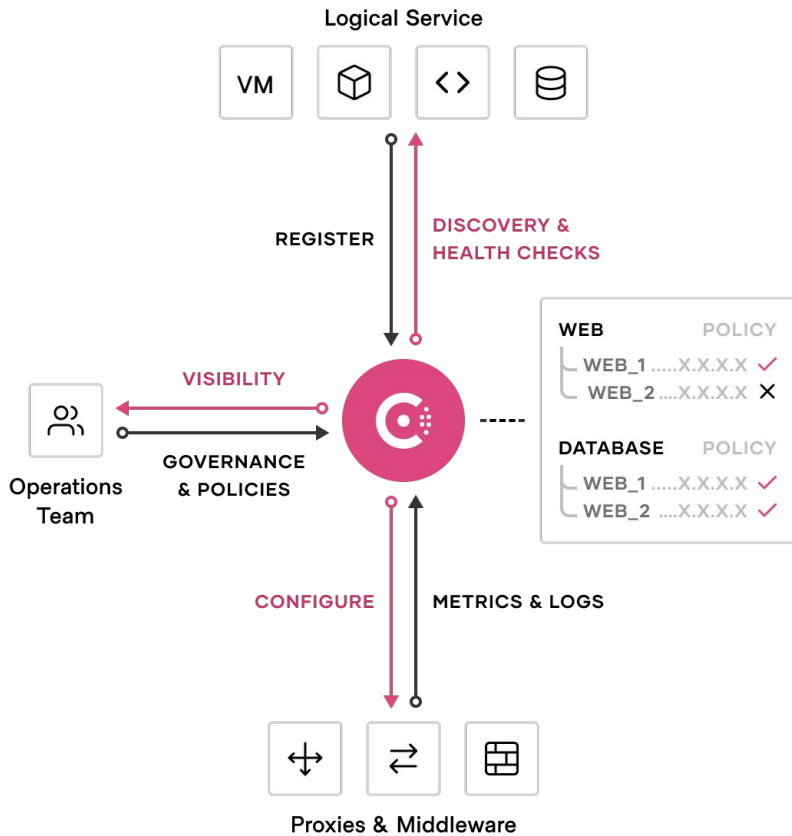 Logical Service
VM
REGISTER
DISCOVERY &
HEALTH CHECKS
WEB POLICY
WEB_1 .....X.X.X.X
WEB_2 ....X.X.X.X
DATABASE POLICY
WEB_1 .....X.X.X.X
WEB_2 ....X.X.X.X
VISIBILITY
GOVERNANCE
& POLICIES
Operations
Team
CONFIGURE
METRICS & LOGS
Proxies & Middleware